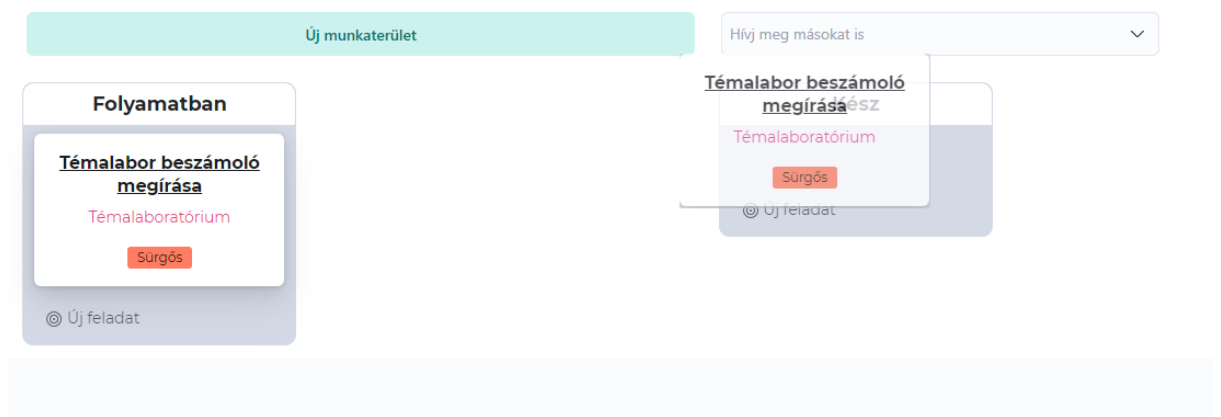 Új munkaterület
Hívj meg másokat is
Folyamatban
Témalabor beszámoló
megírása
Témalaboratórium
Sürgős
Új feladat
Kész
Témalabor beszámoló
megírása
Témalaboratórium
Sürgős
Új feladat